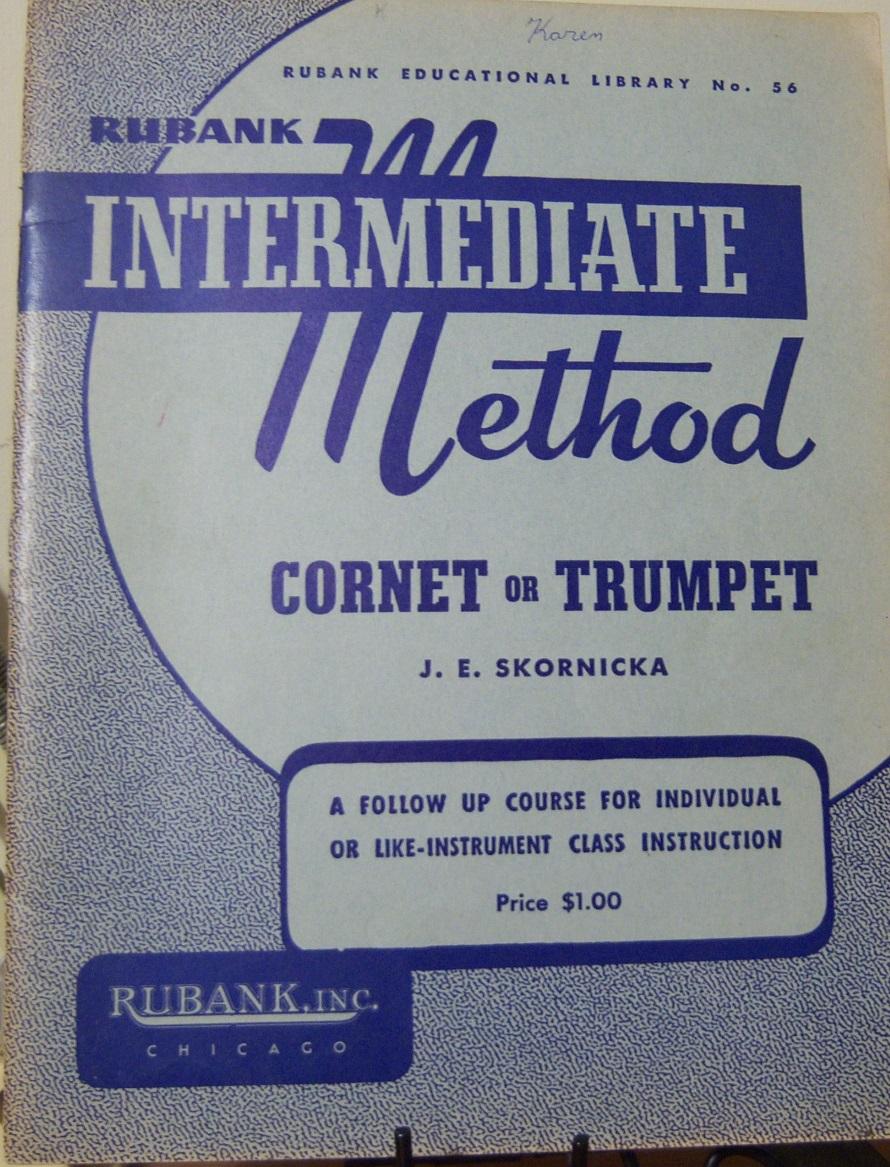 Karen
RUBANK EDUCATIONAL LIBRARY No. 56
RUBANK
INTERMEDIATE
Method
CORNET OR TRUMPET
J. E. SKORNICKA
A FOLLOW UP COURSE FOR INDIVIDUAL
OR LIKE-INSTRUMENT CLASS INSTRUCTION
Price $1.00
RUBANK, INC.
CHICAGO